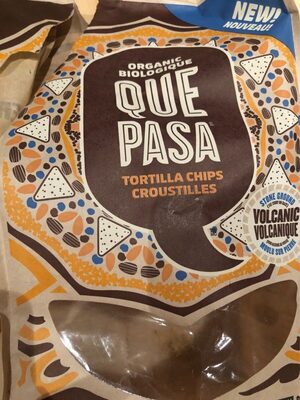 NEW!
NOUVEAU!
ORGANIC
BIOLOGIQUE
QUE
PASA
TORTILLA CHIPS
CROUSTILLES
STONE GROUND
VOLCANIC
VOLCANIQUE
MOULU SUR PIERRE